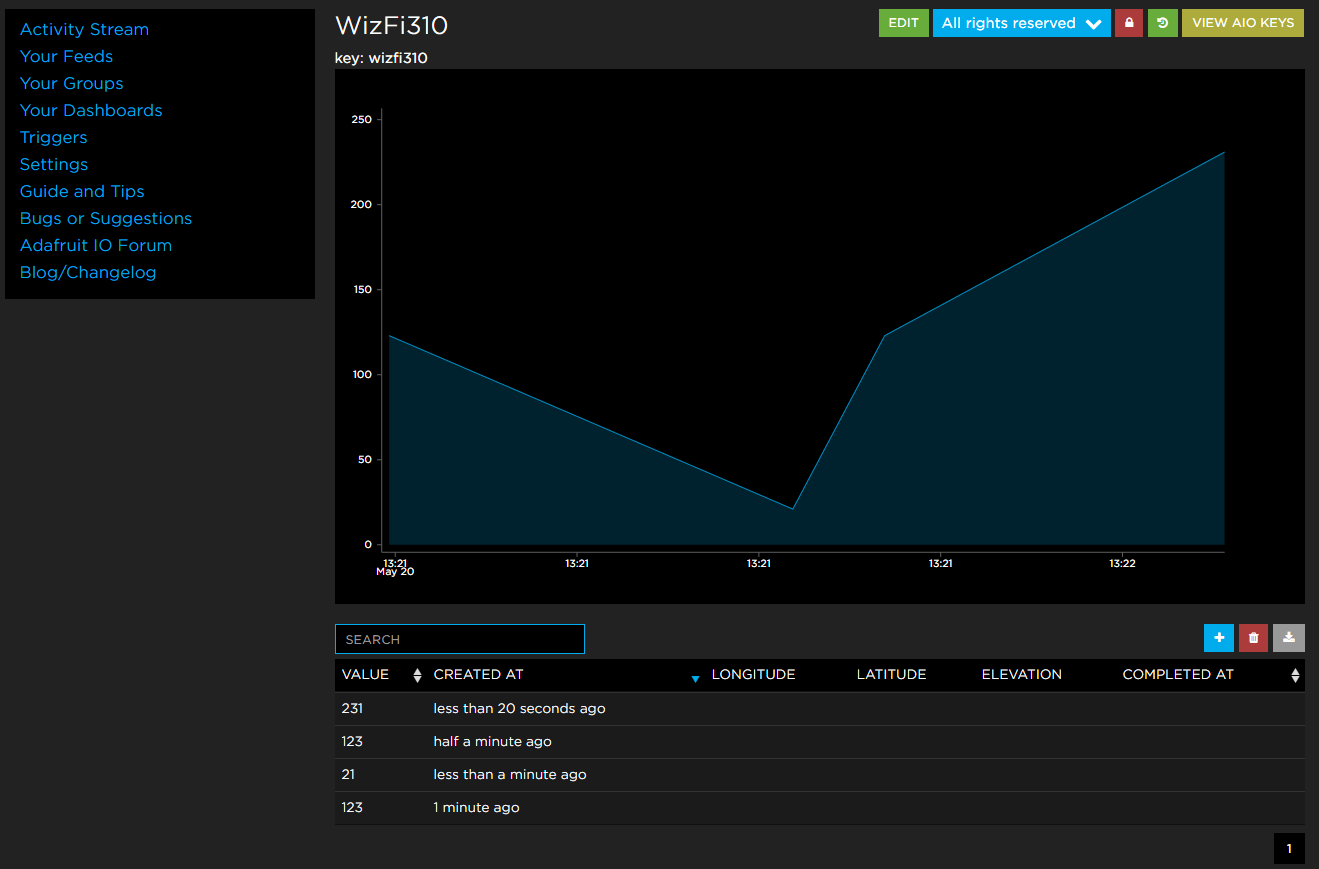 Activity Stream
Your Feeds
Your Groups
Your Dashboards
Triggers
Settings
Guide and Tips
Bugs or Suggestions
Adafruit IO Forum
Blog/Changelog
WizFi310
EDIT All rights reserved VIEW AIO KEYS
key: wizfi310
250
200
150
100
50
0
13:21 13:21 13:21 13:21 13:22
May 20
SEARCH
VALUE CREATED AT LONGITUDE LATITUDE ELEVATION COMPLETED AT
231 less than 20 seconds ago
123 half a minute ago
21 less than a minute ago
123 1 minute ago
1